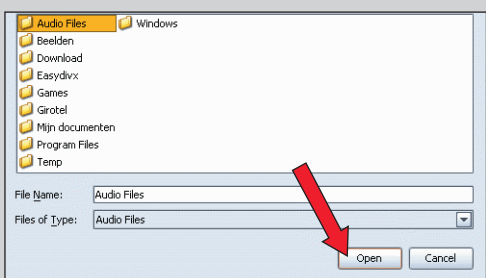 Audio Files Windows
Beelden
Download
Easydivx
Games
Girotel
Mijn documenten
Program Files
Temp
File Name: Audio Files
Files of Type: Audio Files
Open Cancel